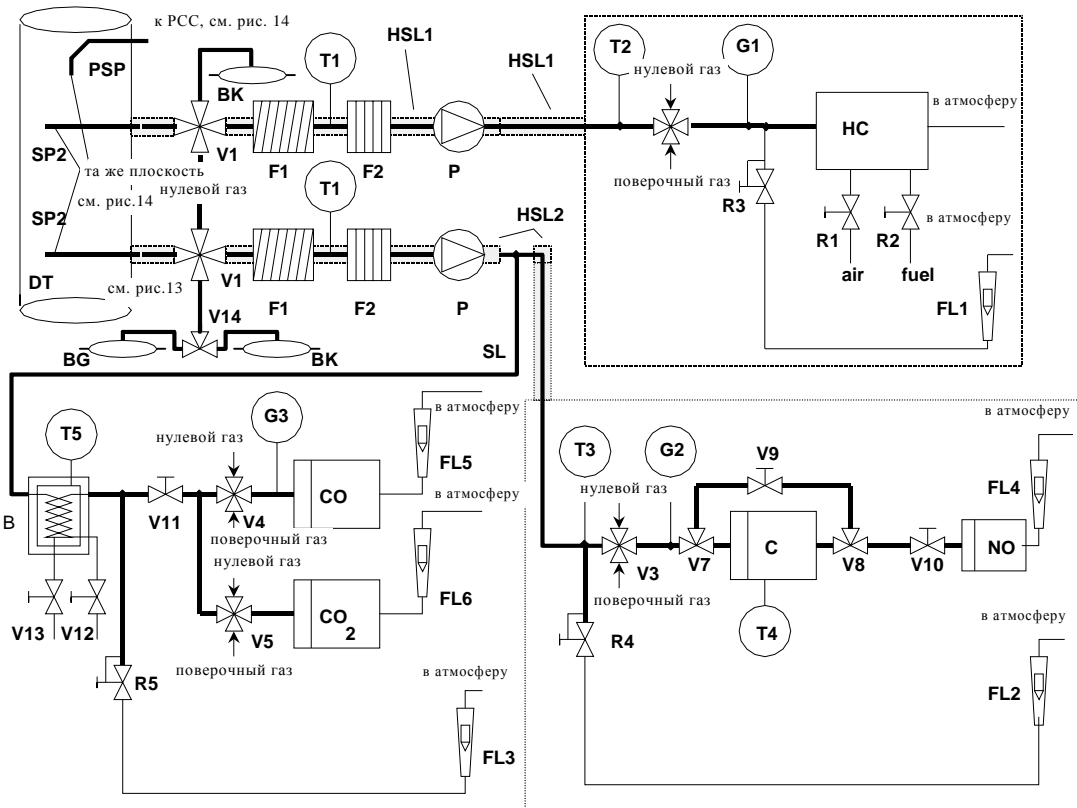 к PCC, см. рис. 14
PSP
BK
T1
HSL1
HSL1
T2
нулевой газ
G1
в атмосферу
HC
SP2
та же плоскость
V1
нулевой газ
F1
F2
P
поверочный газ
R3
SP2
см. рис.14
T1
HSL2
R1
R2
в атмосферу
air
fuel
DT
см. рис.13
V1
F1
F2
P
FL1
V14
BG
BK
SL
T5
нулевой газ
G3
в атмосферу
FL5
T3
G2
V9
в атмосферу
нулевой газ
FL4
B
V11
V4
CO
в атмосферу
поверочный газ
нулевой газ
V3
V7
C
V8
V10
NO
поверочный газ
V13
V12
V5
CO2
FL6
T4
поверочный газ
R5
в атмосферу
R4
в атмосферу
FL2
FL3